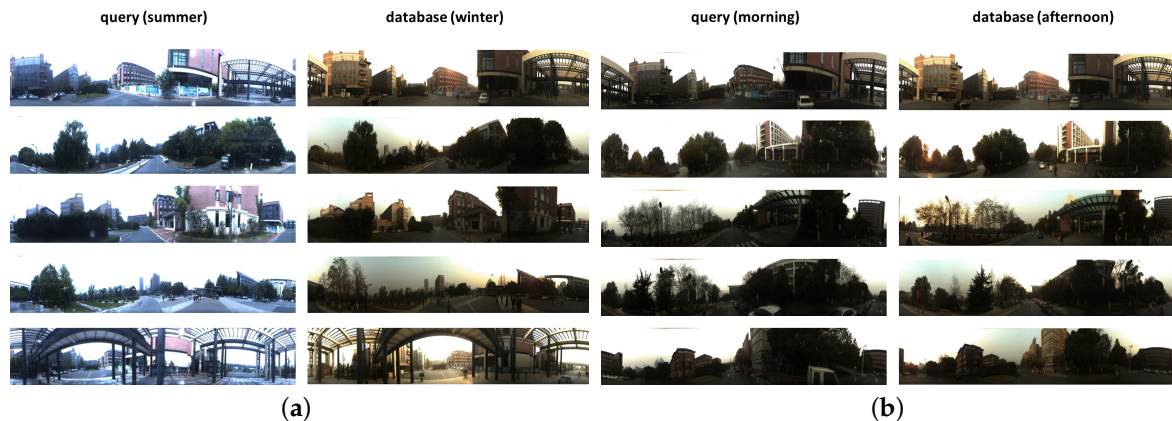 query (summer) database (winter) query (morning) database (afternoon)
(a) (b)